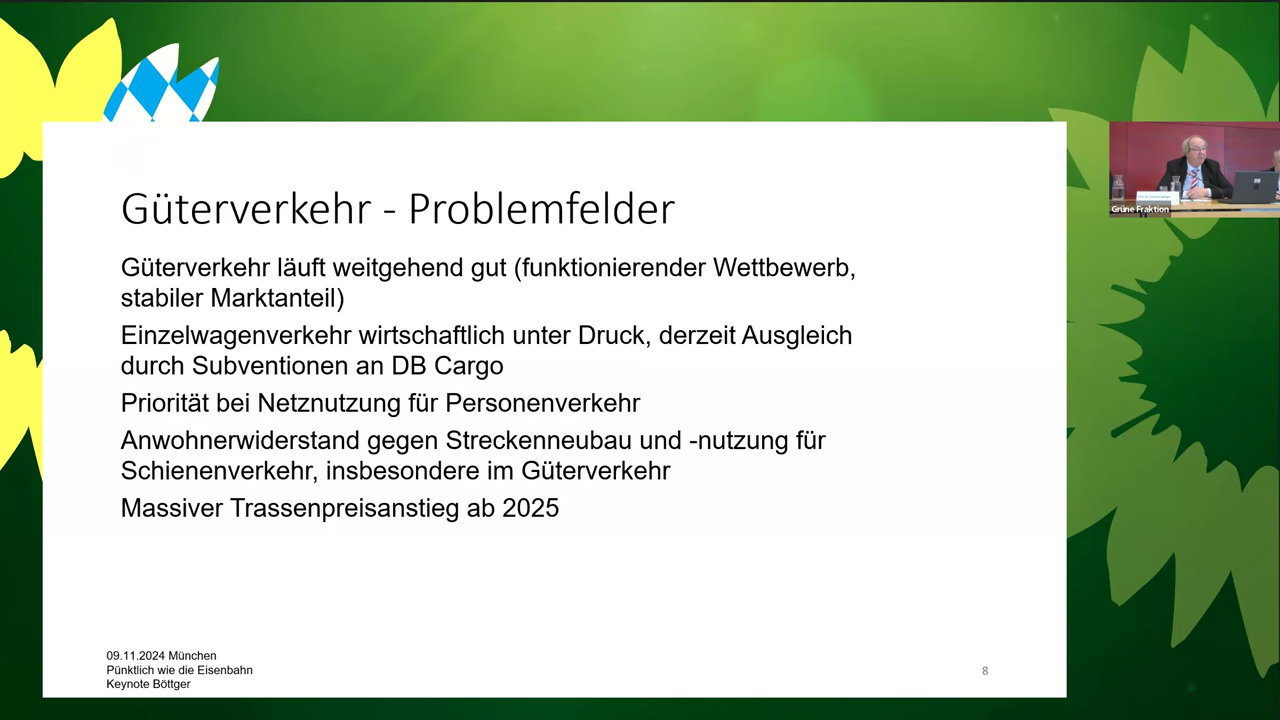 Güterverkehr - Problemfelder
Güterverkehr läuft weitgehend gut (funktionierender Wettbewerb,
stabiler Marktanteil)
Einzelwagenverkehr wirtschaftlich unter Druck, derzeit Ausgleich
durch Subventionen an DB Cargo
Priorität bei Netznutzung für Personenverkehr
Anwohnerwiderstand gegen Streckenneubau und -nutzung für
Schienenverkehr, insbesondere im Güterverkehr
Massiver Trassenpreisanstieg ab 2025
09.11.2024 München
Pünktlich wie die Eisenbahn
Keynote Böttger
8
Grüne Fraktion